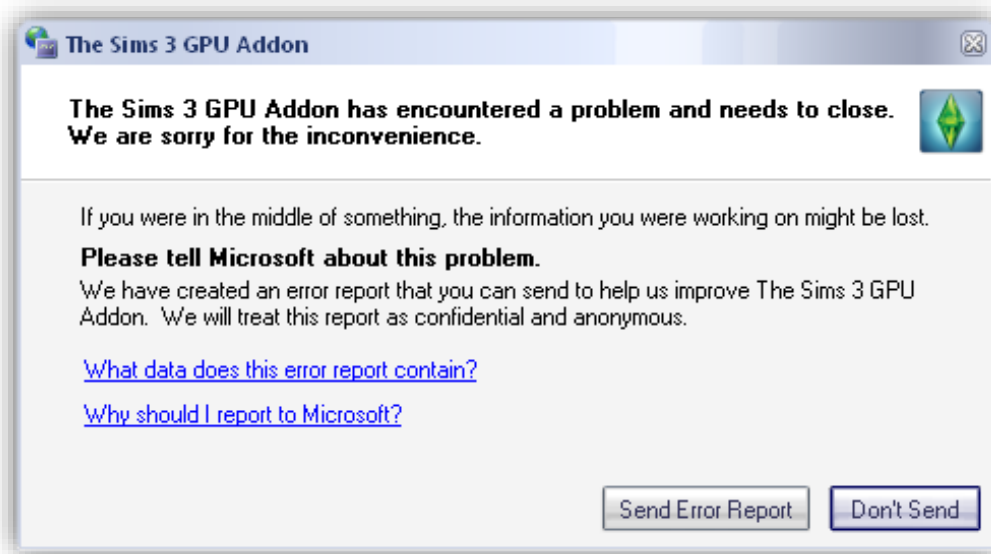 The Sims 3 GPU Addon
The Sims 3 GPU Addon has encountered a problem and needs to close.
We are sorry for the inconvenience.
If you were in the middle of something, the information you were working on might be lost.
Please tell Microsoft about this problem.
We have created an error report that you can send to help us improve The Sims 3 GPU
Addon. We will treat this report as confidential and anonymous.
What data does this error report contain?
Why should I report to Microsoft?
Send Error Report
Don't Send